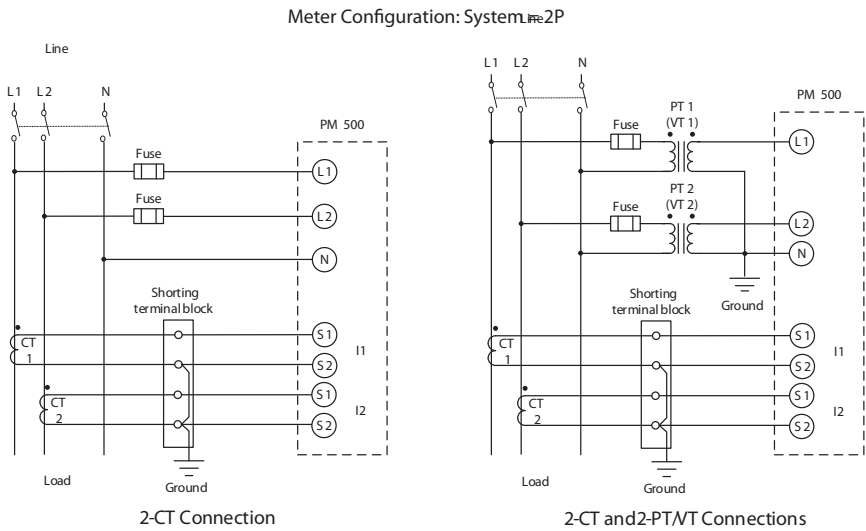 Meter Configuration: System = 2P
Line
Line
L1 L2 N
PM 500
Fuse
L1
Fuse
L2
N
Shorting
terminal block
CT
1
S1
S2
I1
CT
2
S1
S2
I2
Load
Ground
2-CT Connection
L1 L2 N
PM 500
PT 1
(VT 1)
Fuse
L1
PT 2
(VT 2)
Fuse
L2
N
Ground
Shorting
terminal block
CT
1
S1
S2
I1
CT
2
S1
S2
I2
Load
Ground
2-CT and 2-PT/VT Connections